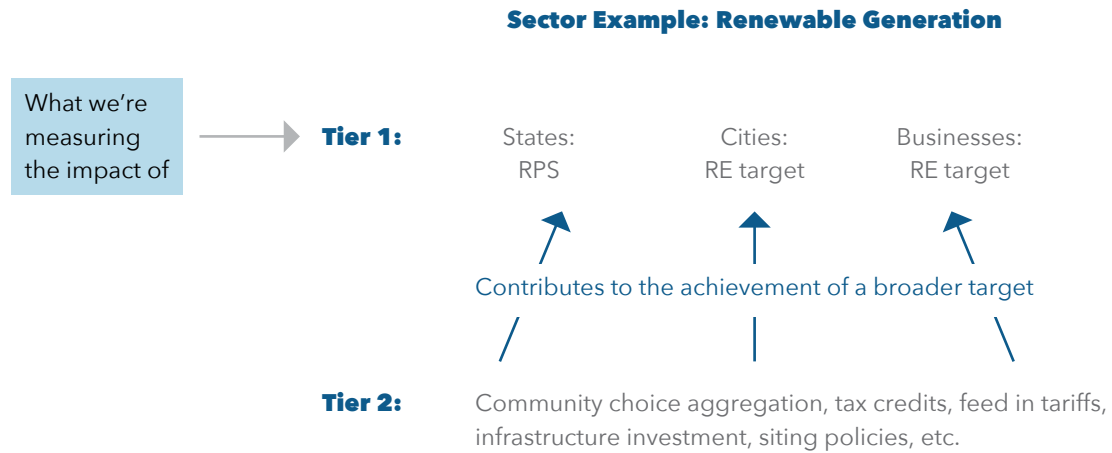 Sector Example: Renewable Generation
What we're
measuring
the impact of
Tier 1:
States:
RPS
Cities:
RE target
Businesses:
RE target
Contributes to the achievement of a broader target
Tier 2:
Community choice aggregation, tax credits, feed in tariffs,
infrastructure investment, siting policies, etc.